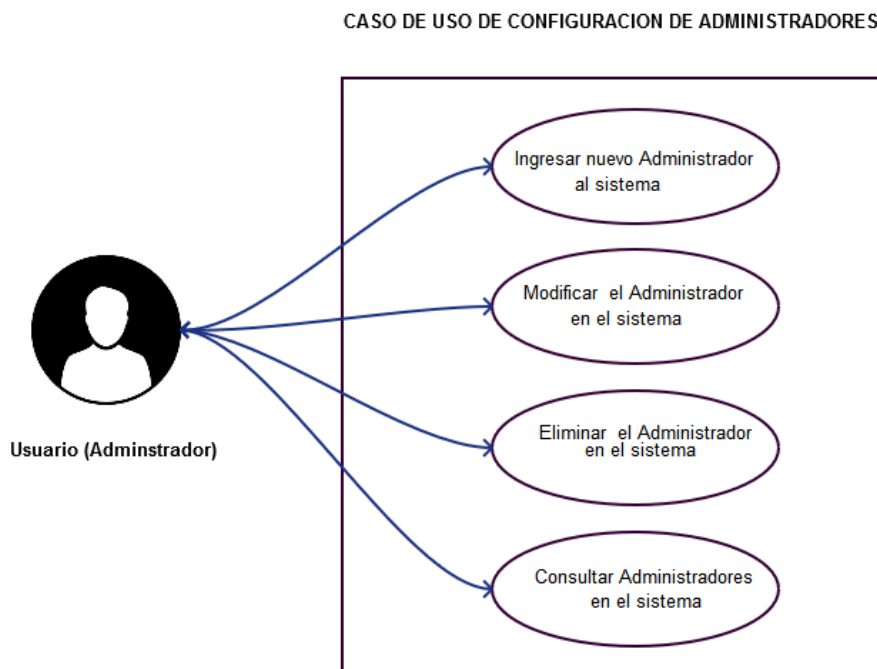 CASO DE USO DE CONFIGURACION DE ADMINISTRADORES
Ingresar nuevo Administrador
al sistema
Modificar el Administrador
en el sistema
Usuario (Adminstrador)
Eliminar el Administrador
en el sistema
Consultar Administradores
en el sistema